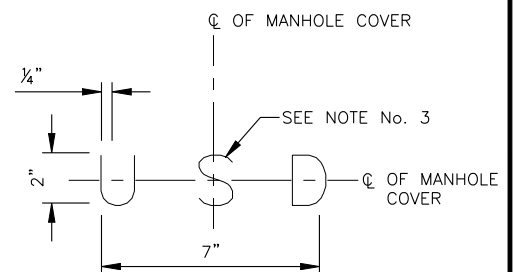 ℄ OF MANHOLE COVER
¼"
SEE NOTE No. 3
2"
U S D
℄ OF MANHOLE
COVER
7"